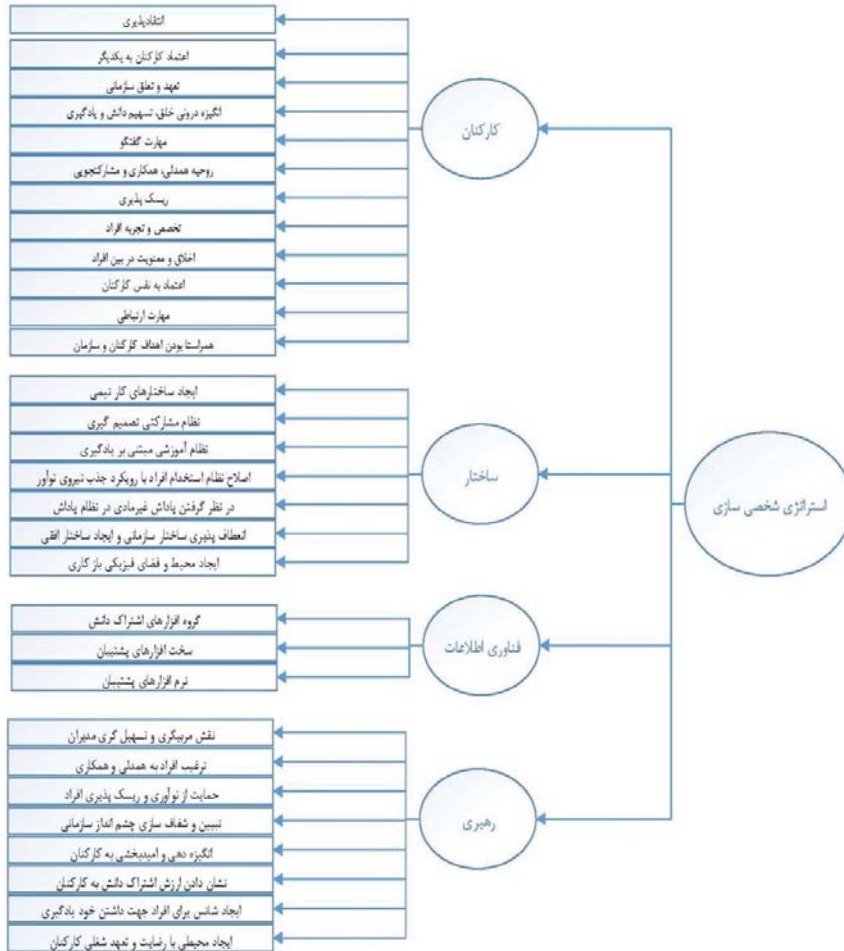 استراتژی شخصی سازی
کارکنان
انتقادپذیری
اعتماد کارکنان به یکدیگر
تعهد و تعلق سازمانی
انگیزه درونی خلق، تسهیم دانش و یادگیری
مهارت گفتگو
روحیه همدلی، همکاری و مشارکتجویی
ریسک پذیری
تخصص و تجربه افراد
اخلاق و معنویت در بین افراد
اعتماد به نفس کارکنان
مهارت ارتباطی
همراستا بودن اهداف کارکنان و سازمان
ساختار
ایجاد ساختارهای کار تیمی
نظام مشارکتی تصمیم گیری
نظام آموزشی مبتنی بر یادگیری
اصلاح نظام استخدام افراد با رویکرد جذب نیروی نوآور
در نظر گرفتن پاداش غیرمادی در نظام پاداش
انعطاف پذیری ساختار سازمانی و ایجاد ساختار افقی
ایجاد محیط و فضای فیزیکی باز کاری
فناوری اطلاعات
گروه افزارهای اشتراک دانش
سخت افزارهای پشتیبان
نرم افزارهای پشتیبان
رهبری
نقش مربیگری و تسهیل گری مدیران
ترغیب افراد به همدلی و همکاری
حمایت از نوآوری و ریسک پذیری افراد
تبیین و شفاف سازی چشم انداز سازمانی
انگیزه دهی و امیدبخشی به کارکنان
نشان دادن ارزش اشتراک دانش به کارکنان
ایجاد شانس برای افراد جهت داشتن خود یادگیری
ایجاد محیطی با رضایت و تعهد شغلی کارکنان